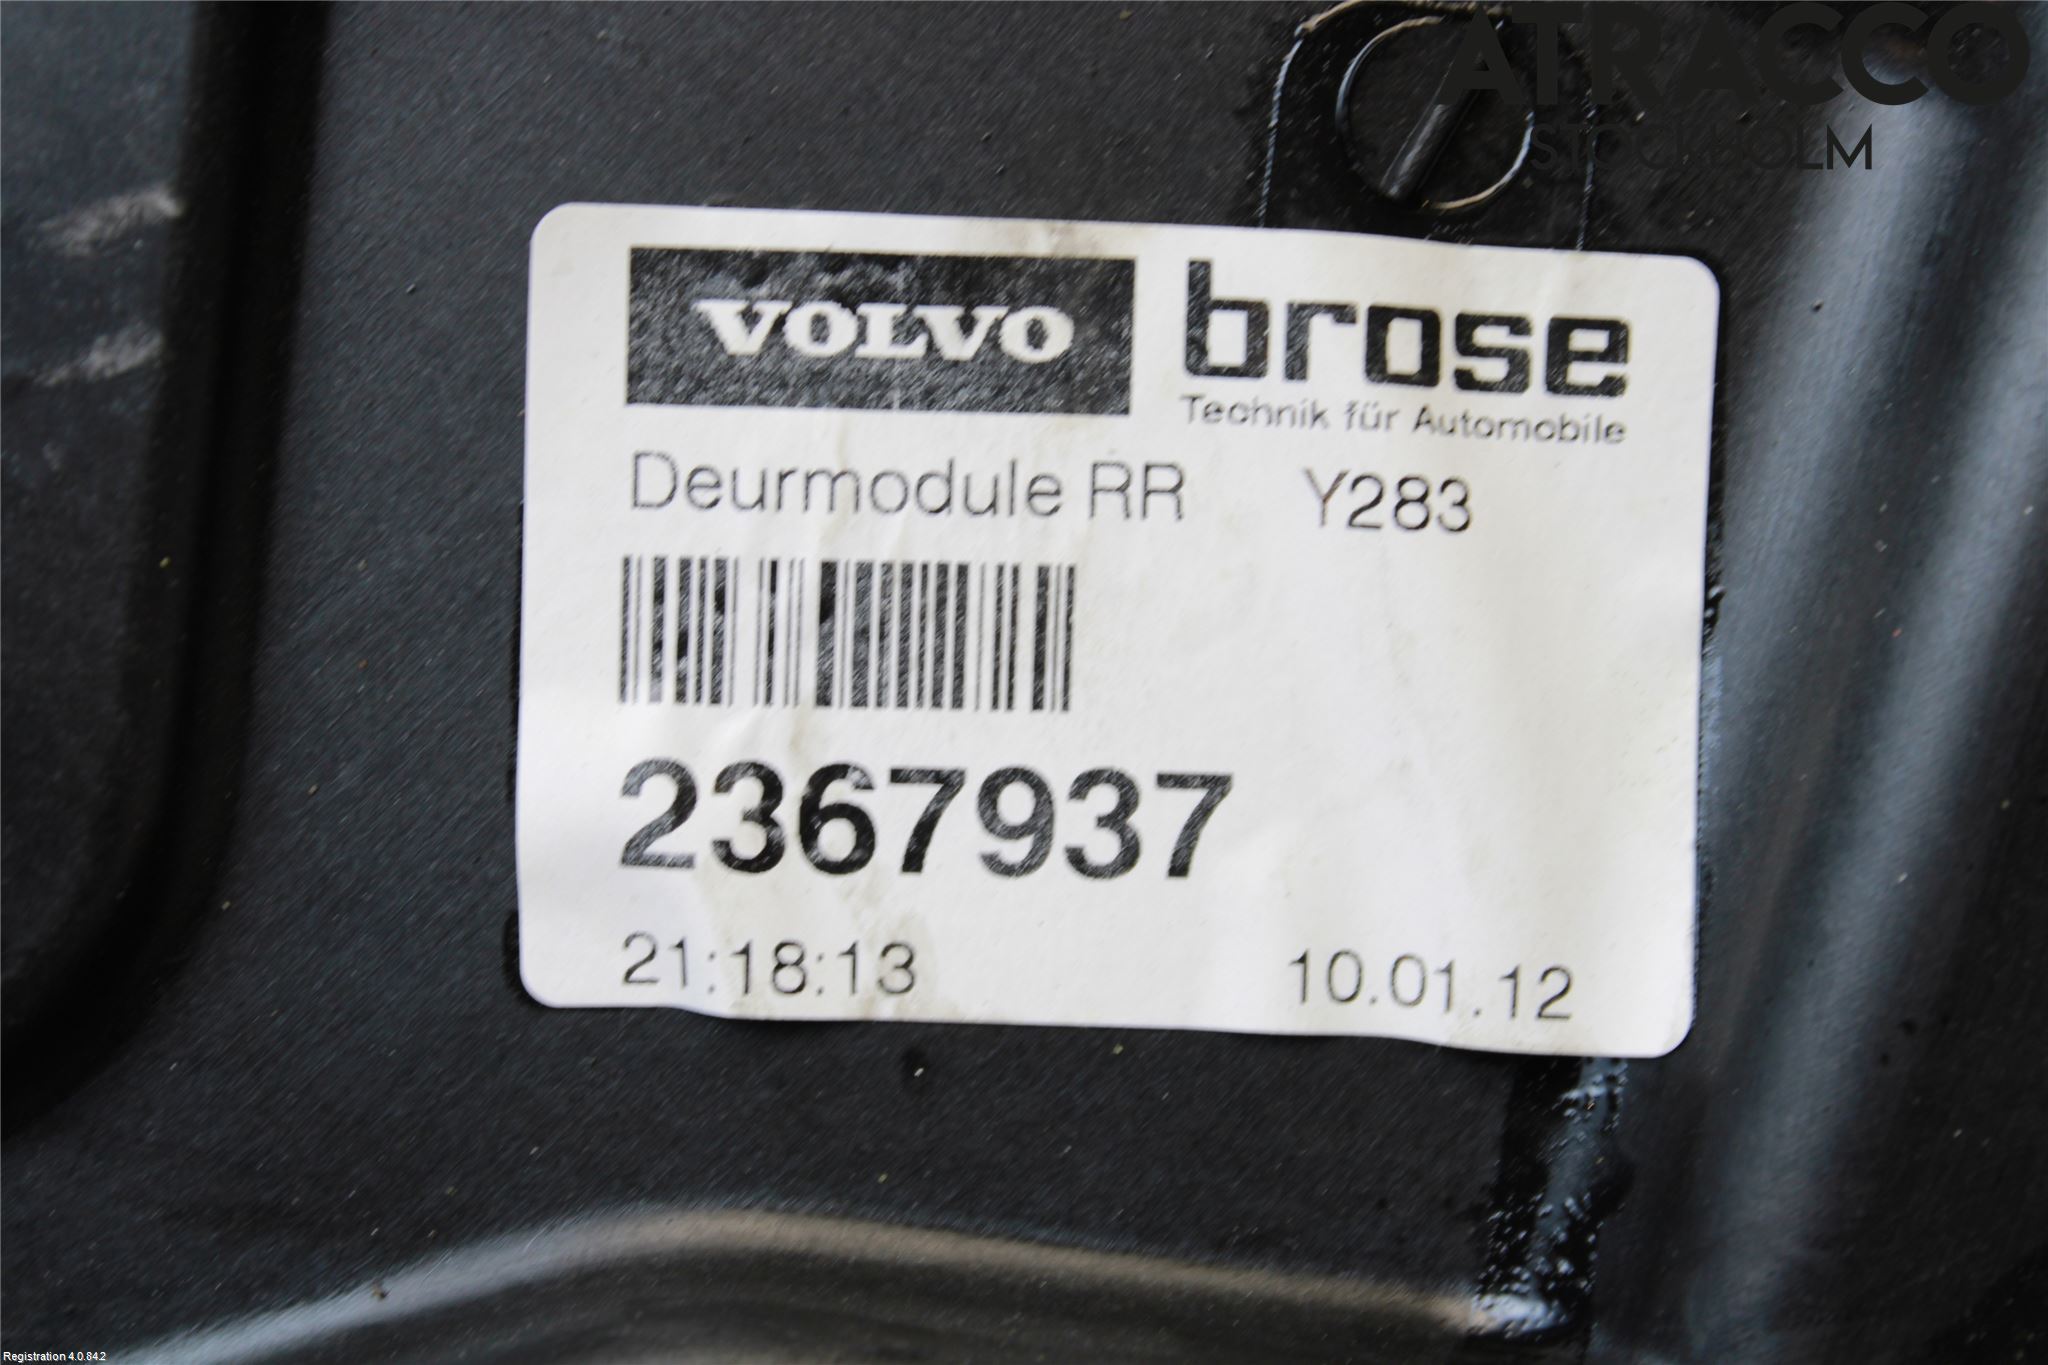 ATRACCO
STOCKHOLM
VOLVO brose
Technik für Automobile
Deurmodule RR Y283
2367937
21:18:13 10.01.12
Registration 4.0.84.2